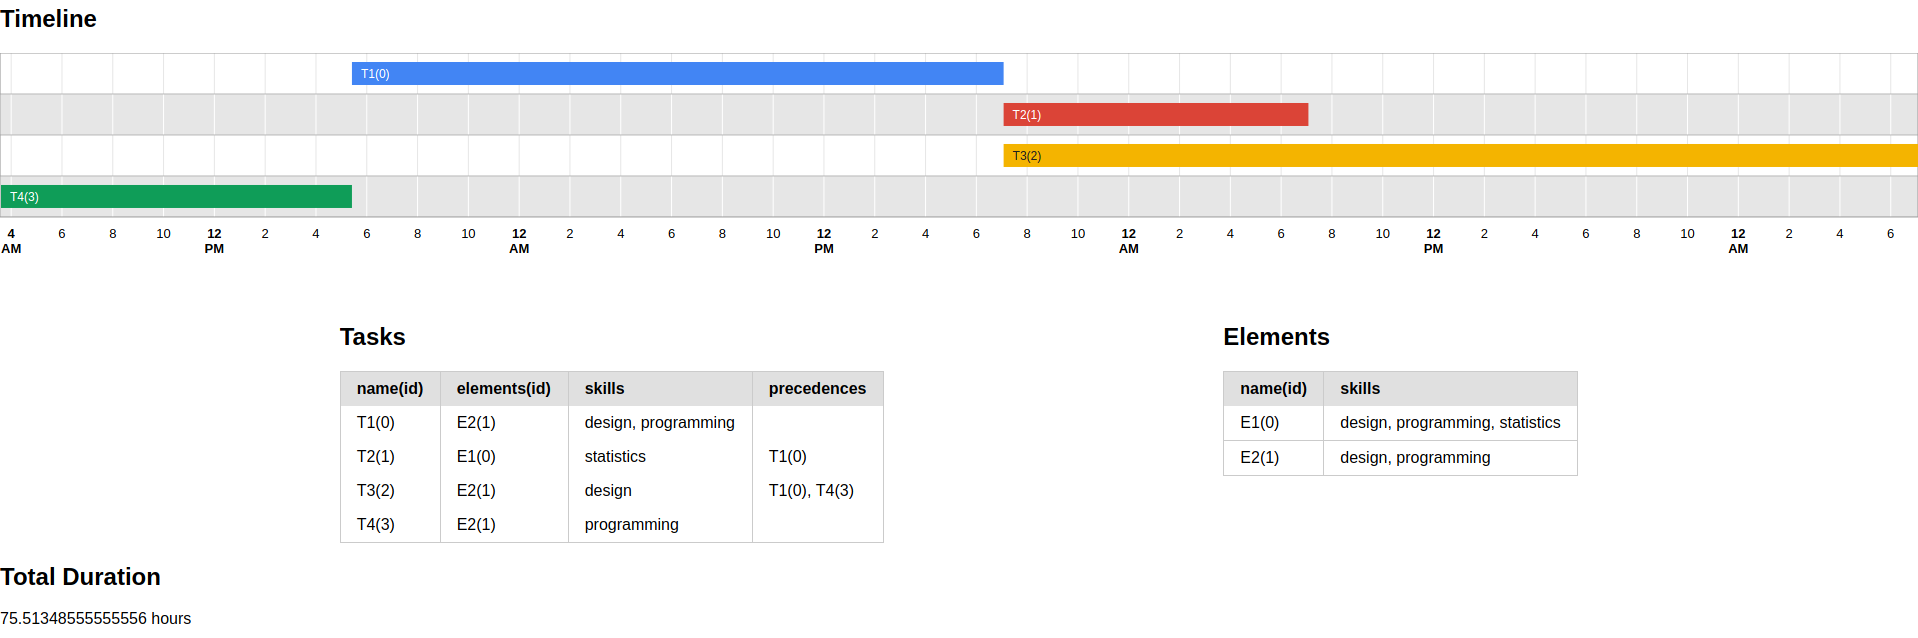 Timeline
T1(0)
T2(1)
T3(2)
T4(3)
4 6 8 10 12 2 4 6 8 10 12 2 4 6 8 10 12 2 4 6 8 10 12 2 4 6 8 10 12 2 4 6 8 10 12 2 4 6
AM PM AM PM AM PM AM
Tasks
name(id) elements(id) skills precedences
T1(0) E2(1) design, programming
T2(1) E1(0) statistics T1(0)
T3(2) E2(1) design T1(0), T4(3)
T4(3) E2(1) programming
Elements
name(id) skills
E1(0) design, programming, statistics
E2(1) design, programming
Total Duration
75.51348555555556 hours